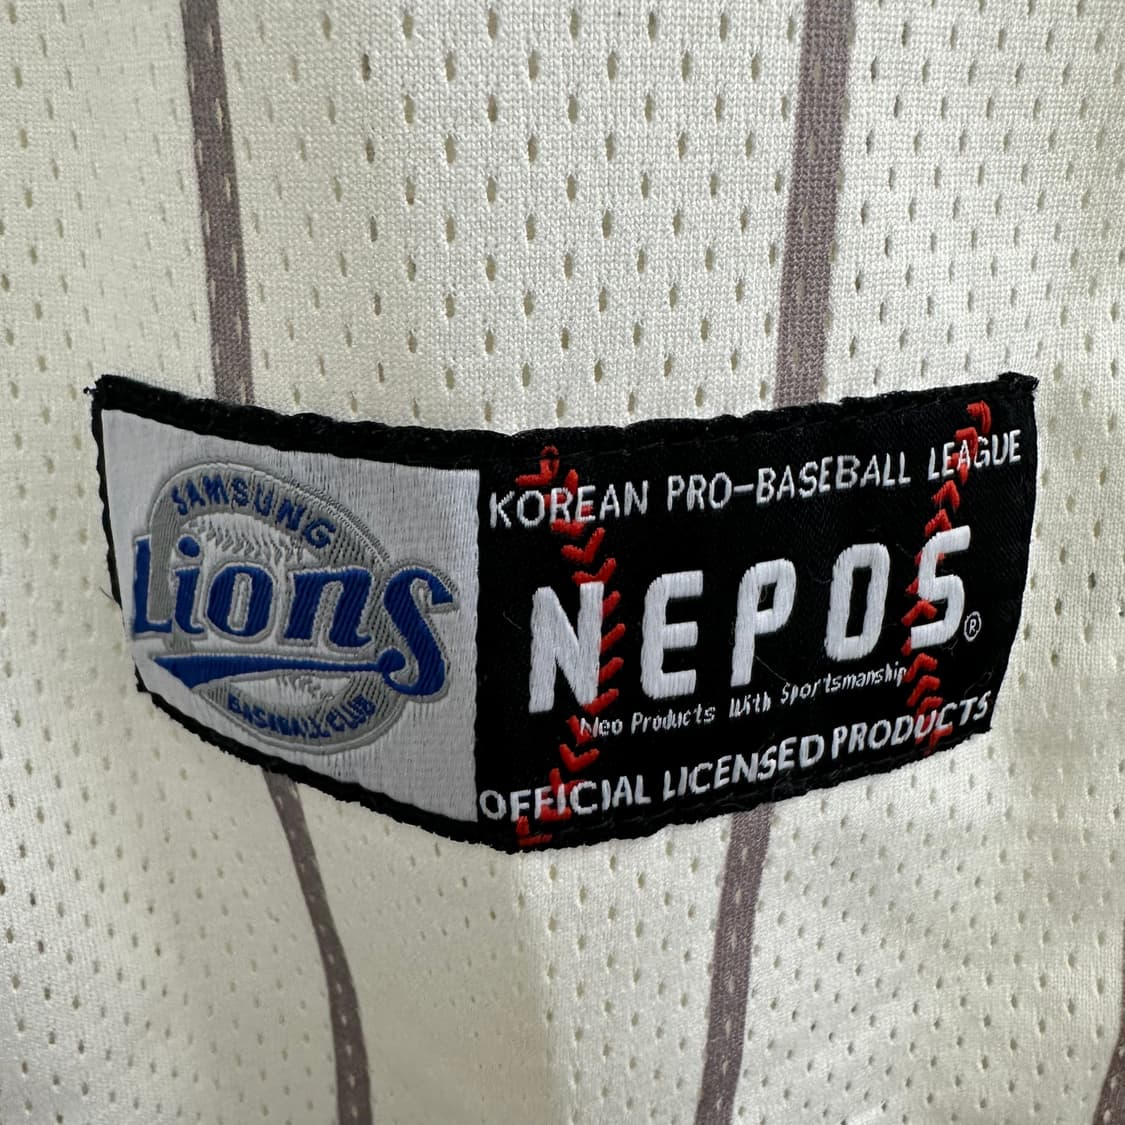 SAMSUNG
Lions
BASEBALL CLUB
KOREAN PRO-BASEBALL LEAGUE
NEPOS®
Neo Products With Sportsmanship
OFFICIAL LICENSED PRODUCTS